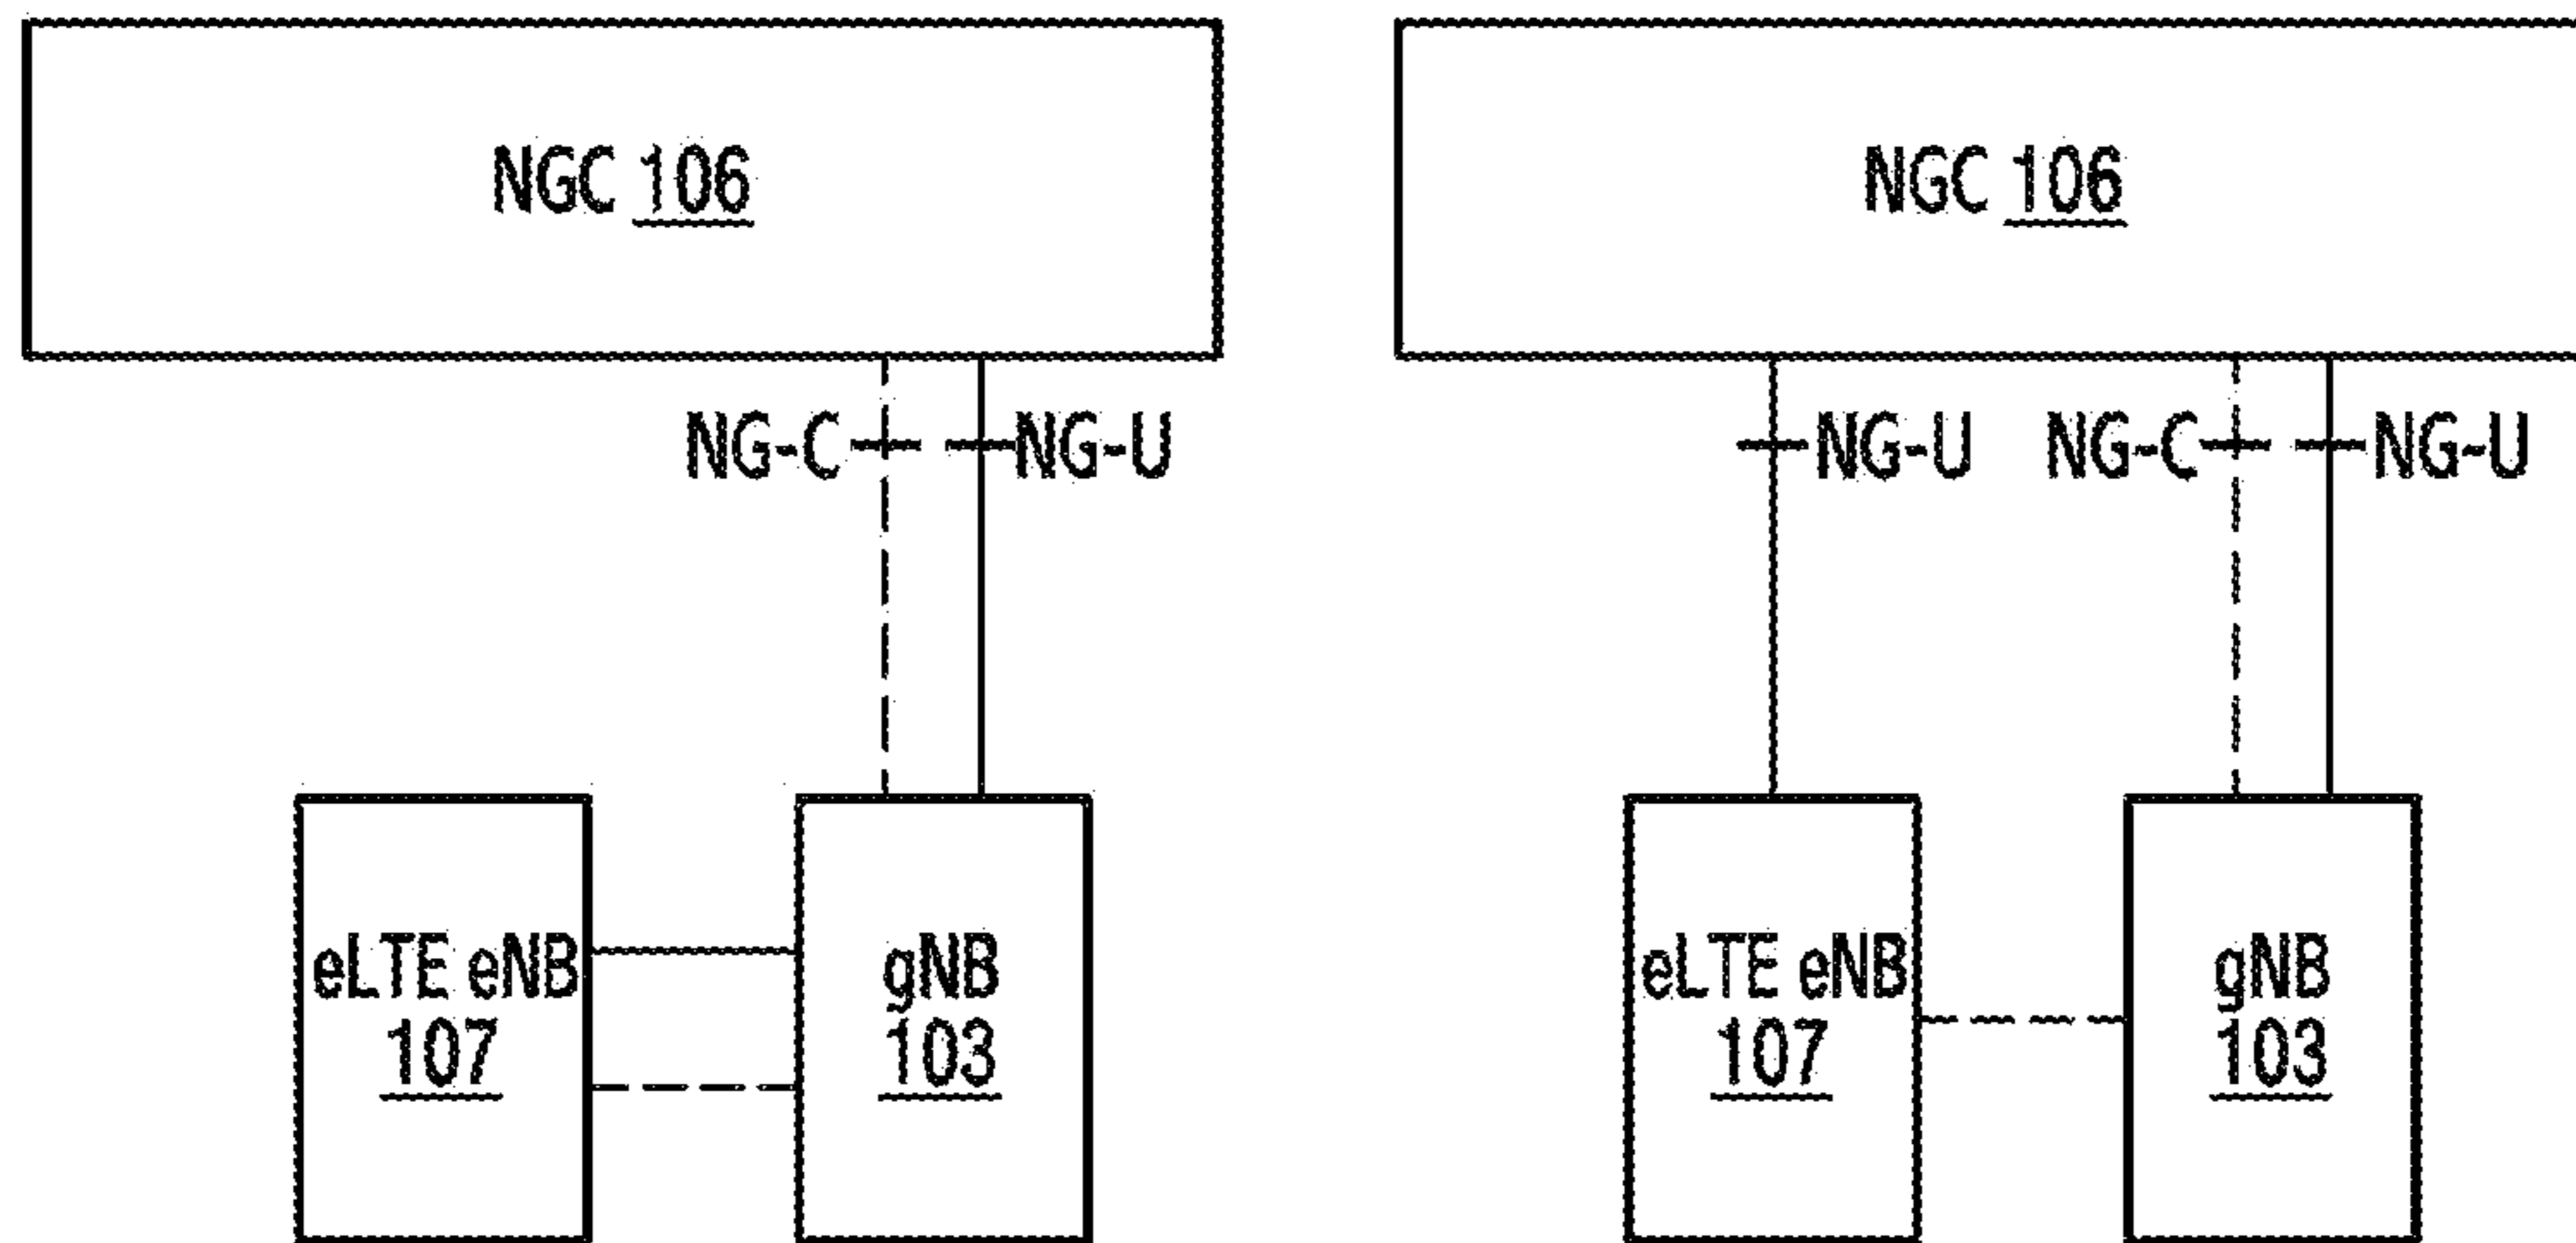 NGC 106
NGC 106
NG-C
NG-U
NG-U
NG-C
NG-U
eLTE eNB
107
gNB
103
eLTE eNB
107
gNB
103